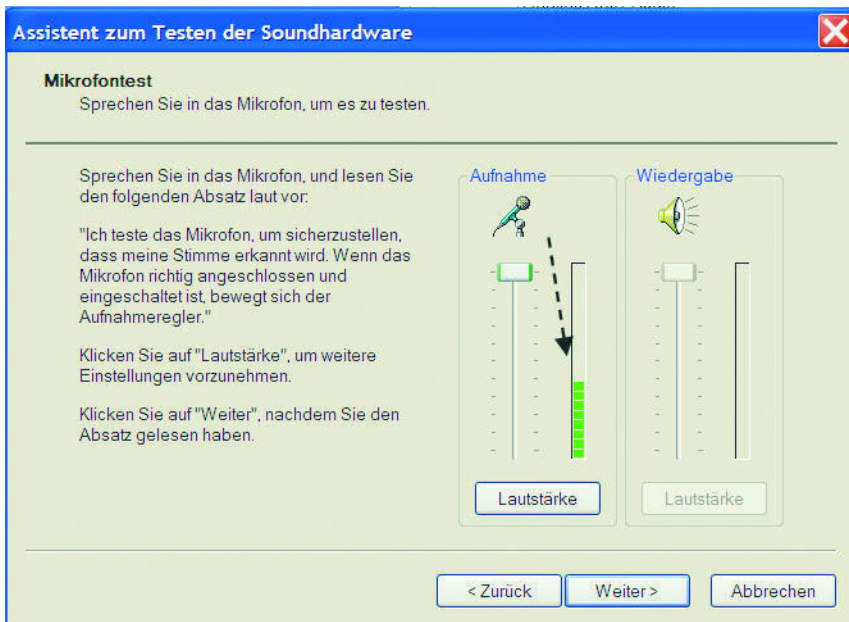 Assistent zum Testen der Soundhardware
Mikrofontest
Sprechen Sie in das Mikrofon, um es zu testen.
Sprechen Sie in das Mikrofon, und lesen Sie
den folgenden Absatz laut vor:
"Ich teste das Mikrofon, um sicherzustellen,
dass meine Stimme erkannt wird. Wenn das
Mikrofon richtig angeschlossen und
eingeschaltet ist, bewegt sich der
Aufnahmeregler."
Klicken Sie auf "Lautstärke", um weitere
Einstellungen vorzunehmen.
Klicken Sie auf "Weiter", nachdem Sie den
Absatz gelesen haben.
Aufnahme
Lautstärke
Wiedergabe
Lautstärke
< Zurück
Weiter >
Abbrechen